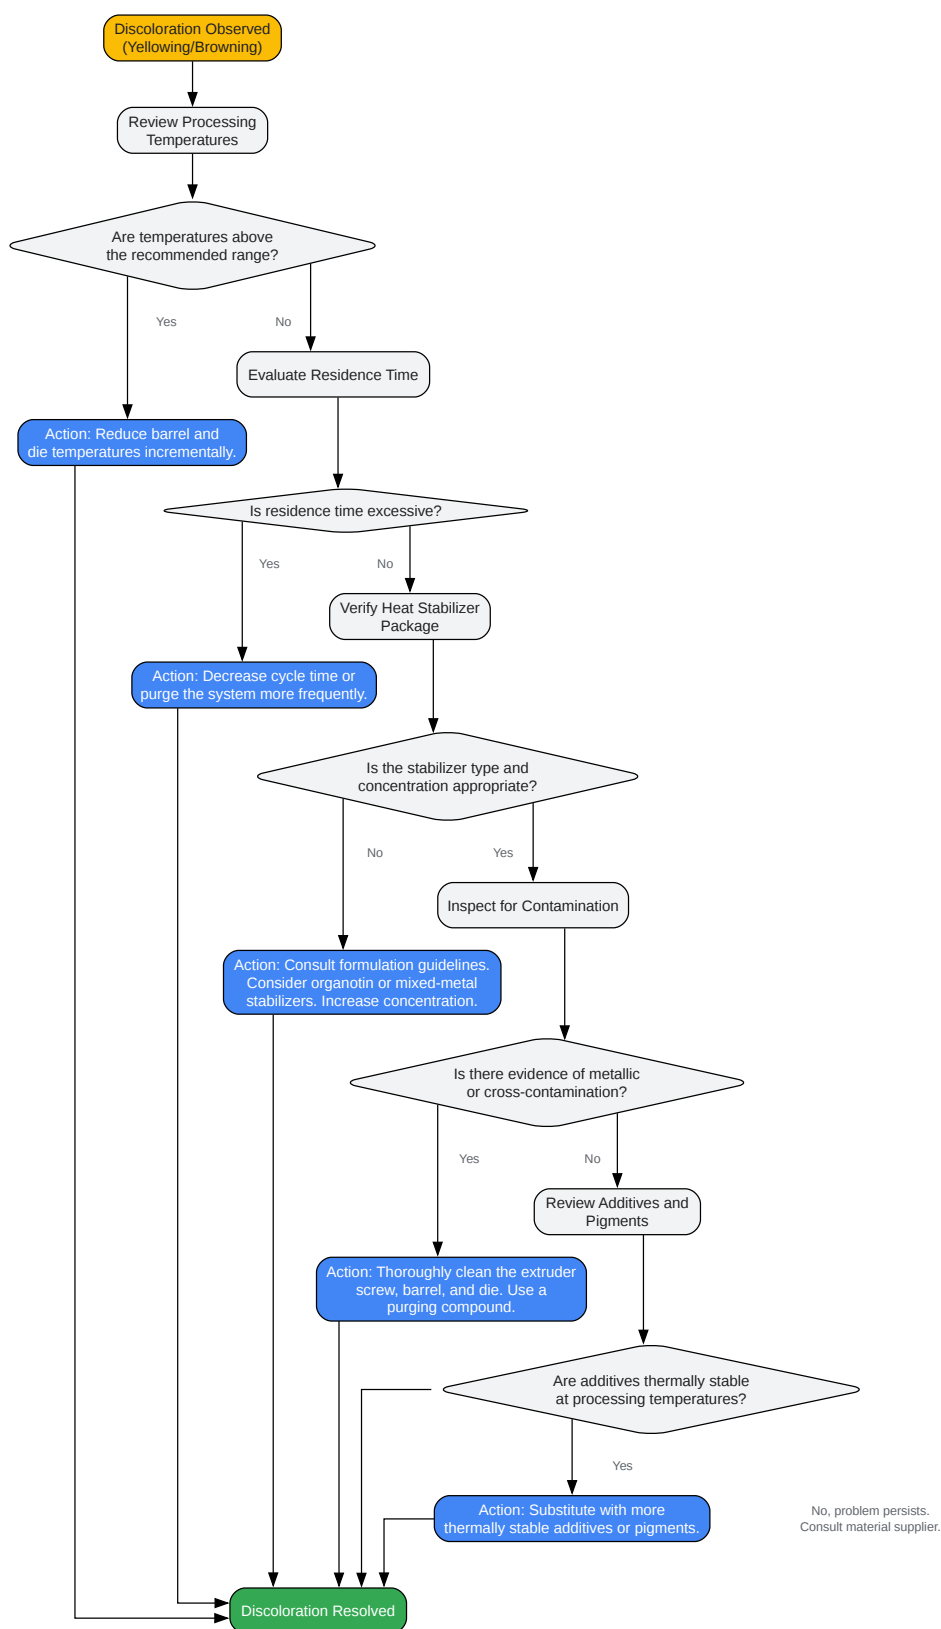 Discoloration Observed
(Yellowing/Browning)
Review Processing
Temperatures
Are temperatures above
the recommended range?
Yes
No
Evaluate Residence Time
Action: Reduce barrel and
die temperatures incrementally.
Is residence time excessive?
Yes
No
Verify Heat Stabilizer
Package
Action: Decrease cycle time or
purge the system more frequently.
Is the stabilizer type and
concentration appropriate?
No
Yes
Inspect for Contamination
Action: Consult formulation guidelines.
Consider organotin or mixed-metal
stabilizers. Increase concentration.
Is there evidence of metallic
or cross-contamination?
Yes
No
Review Additives and
Pigments
Action: Thoroughly clean the extruder
screw, barrel, and die. Use a
purging compound.
Are additives thermally stable
at processing temperatures?
Yes
Action: Substitute with more
thermally stable additives or pigments.
No, problem persists.
Consult material supplier.
Discoloration Resolved